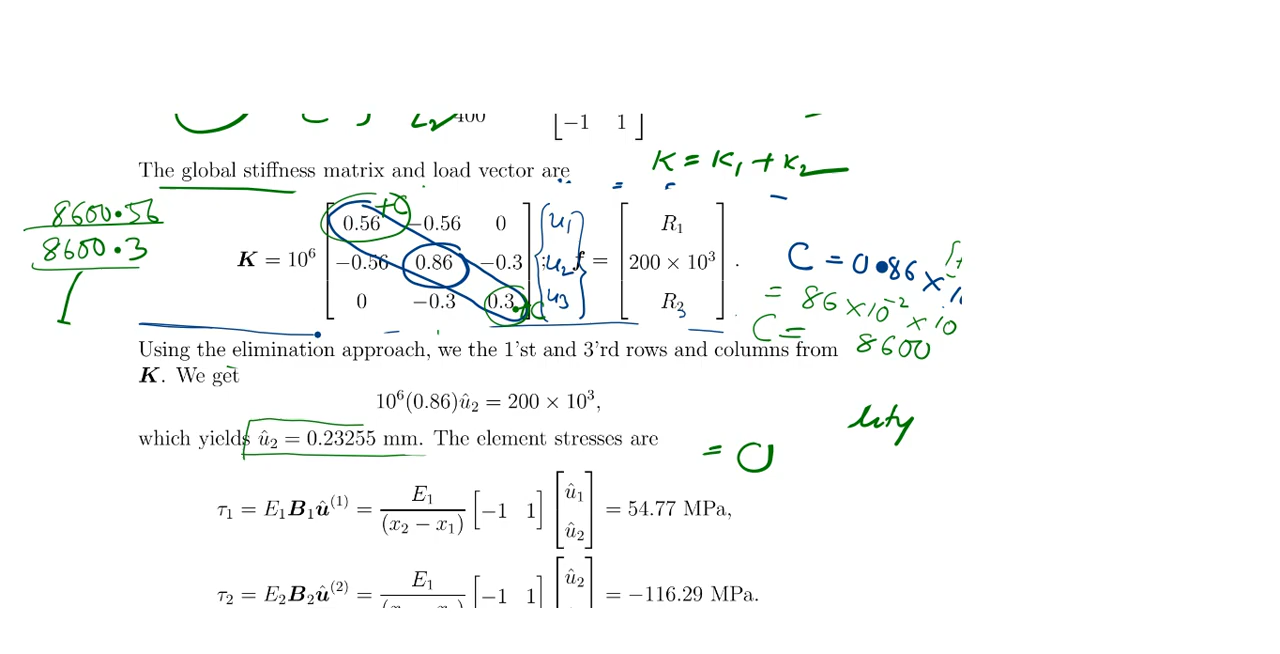 400 [−1 1]
The global stiffness matrix and load vector are K = K1 + K2
8600.56
8600.3
K = 10^6 [0.56 +C −0.56 0; −0.56 0.86 −0.3; 0 −0.3 0.3 +C] {u1; u2; u3} ; f = [R1; 200 × 10^3; R3] .
C = 0.86 ×
= 86 × 10^-2 × 10
C = 8600
Using the elimination approach, we the 1'st and 3'rd rows and columns from
K. We get
10^6(0.86)û2 = 200 × 10^3,
which yields û2 = 0.23255 mm. The element stresses are
= 0
τ1 = E1B1û^(1) = E1/(x2 − x1) [−1 1] [û1; û2] = 54.77 MPa,
τ2 = E2B2û^(2) = E1 [−1 1] [û2 = −116.29 MPa.